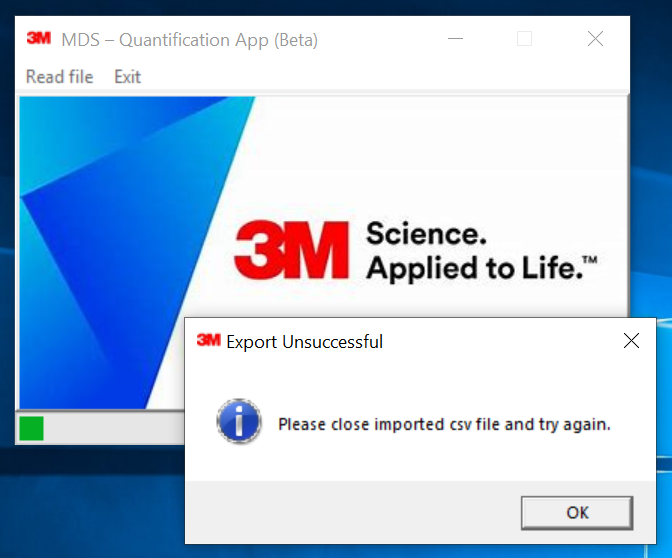 3M MDS – Quantification App (Beta)
Read file Exit
3M Science.
Applied to Life.™
3M Export Unsuccessful
Please close imported csv file and try again.
OK